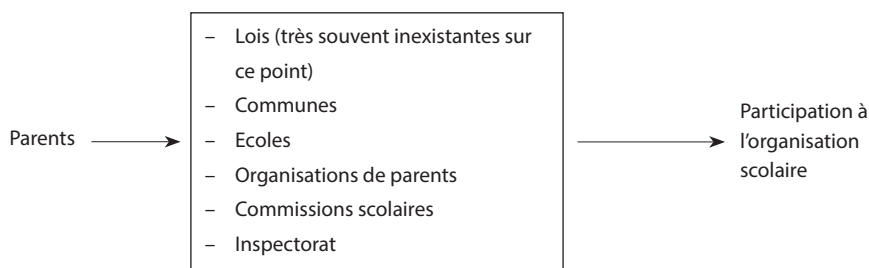 Parents
– Lois (très souvent inexistantes sur
ce point)
– Communes
– Ecoles
– Organisations de parents
– Commissions scolaires
– Inspectorat
Participation à
l'organisation
scolaire